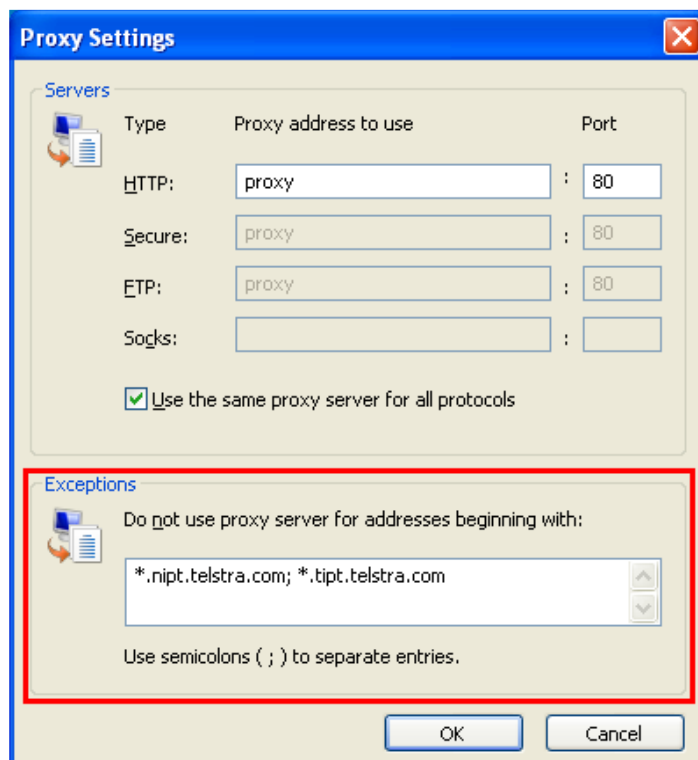 Proxy Settings
Servers
Type Proxy address to use Port
HTTP: proxy : 80
Secure: proxy : 80
FTP: proxy : 80
Socks: :
Use the same proxy server for all protocols
Exceptions
Do not use proxy server for addresses beginning with:
*.nipt.telstra.com; *.tipt.telstra.com
Use semicolons ( ; ) to separate entries.
OK Cancel